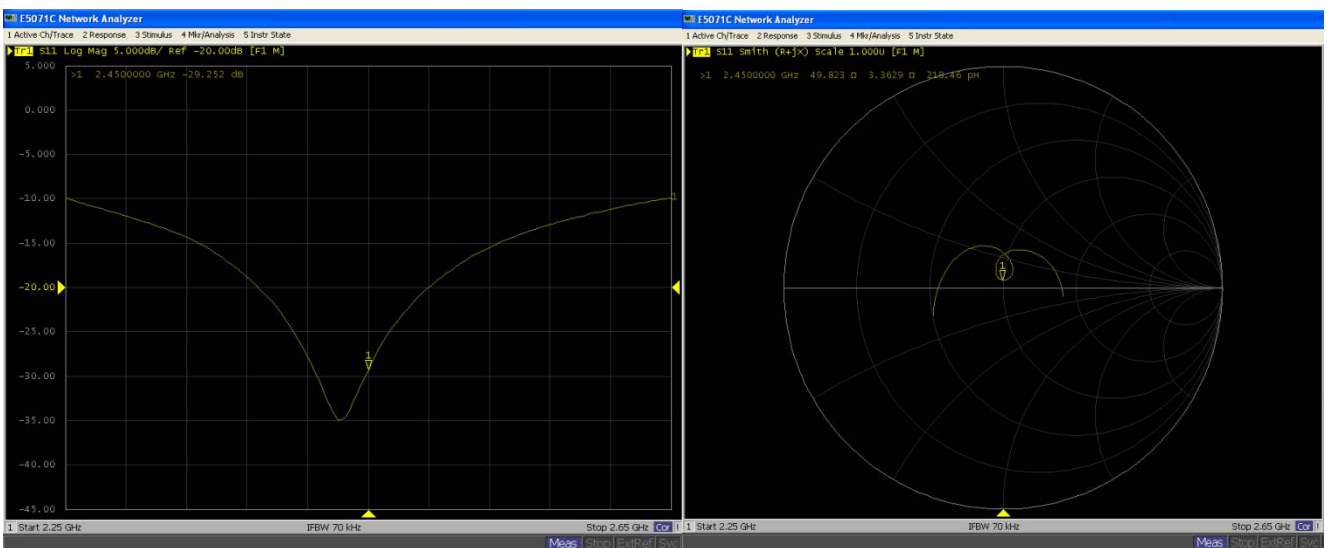 E5071C Network Analyzer
1 Active Ch/Trace 2 Response 3 Stimulus 4 Mkr/Analysis 5 Instr State
Tr1 S11 Log Mag 5.000dB/ Ref -20.00dB [F1 M]
5.000
>1 2.4500000 GHz -29.252 dB
0.000
-5.000
-10.00
1
-15.00
-20.00
-25.00
1
-30.00
-35.00
-40.00
-45.00
1 Start 2.25 GHz IFBW 70 kHz Stop 2.65 GHz Cor !
Meas Stop ExtRef Svc
E5071C Network Analyzer
1 Active Ch/Trace 2 Response 3 Stimulus 4 Mkr/Analysis 5 Instr State
Tr1 S11 Smith (R+jX) Scale 1.000U [F1 M]
>1 2.4500000 GHz 49.823 Ω 3.3629 Ω 218.46 pH
1
1 Start 2.25 GHz IFBW 70 kHz Stop 2.65 GHz Cor !
Meas Stop ExtRef Svc